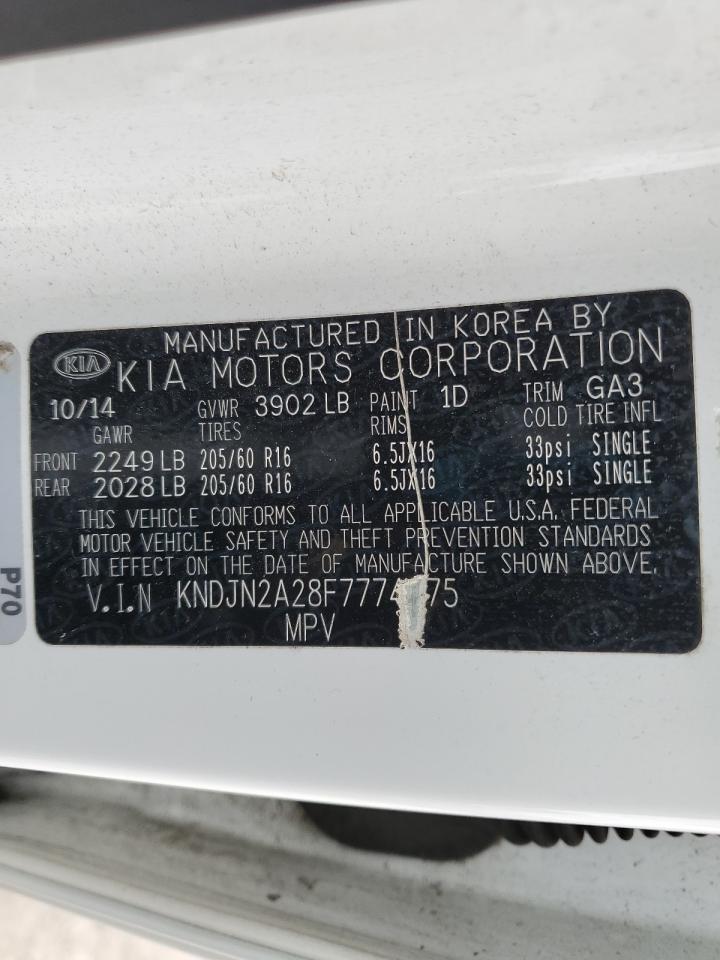 MANUFACTURED IN KOREA BY
KIA KIA MOTORS CORPORATION
10/14 GVWR 3902 LB PAINT 1D TRIM GA3
GAWR TIRES RIMS COLD TIRE INFL
FRONT 2249 LB 205/60 R16 6.5JX16 33psi SINGLE
REAR 2028 LB 205/60 R16 6.5JX16 33psi SINGLE
THIS VEHICLE CONFORMS TO ALL APPLICABLE U.S.A. FEDERAL
MOTOR VEHICLE SAFETY AND THEFT PREVENTION STANDARDS
IN EFFECT ON THE DATE OF MANUFACTURE SHOWN ABOVE.
V.I.N
MPV
P70